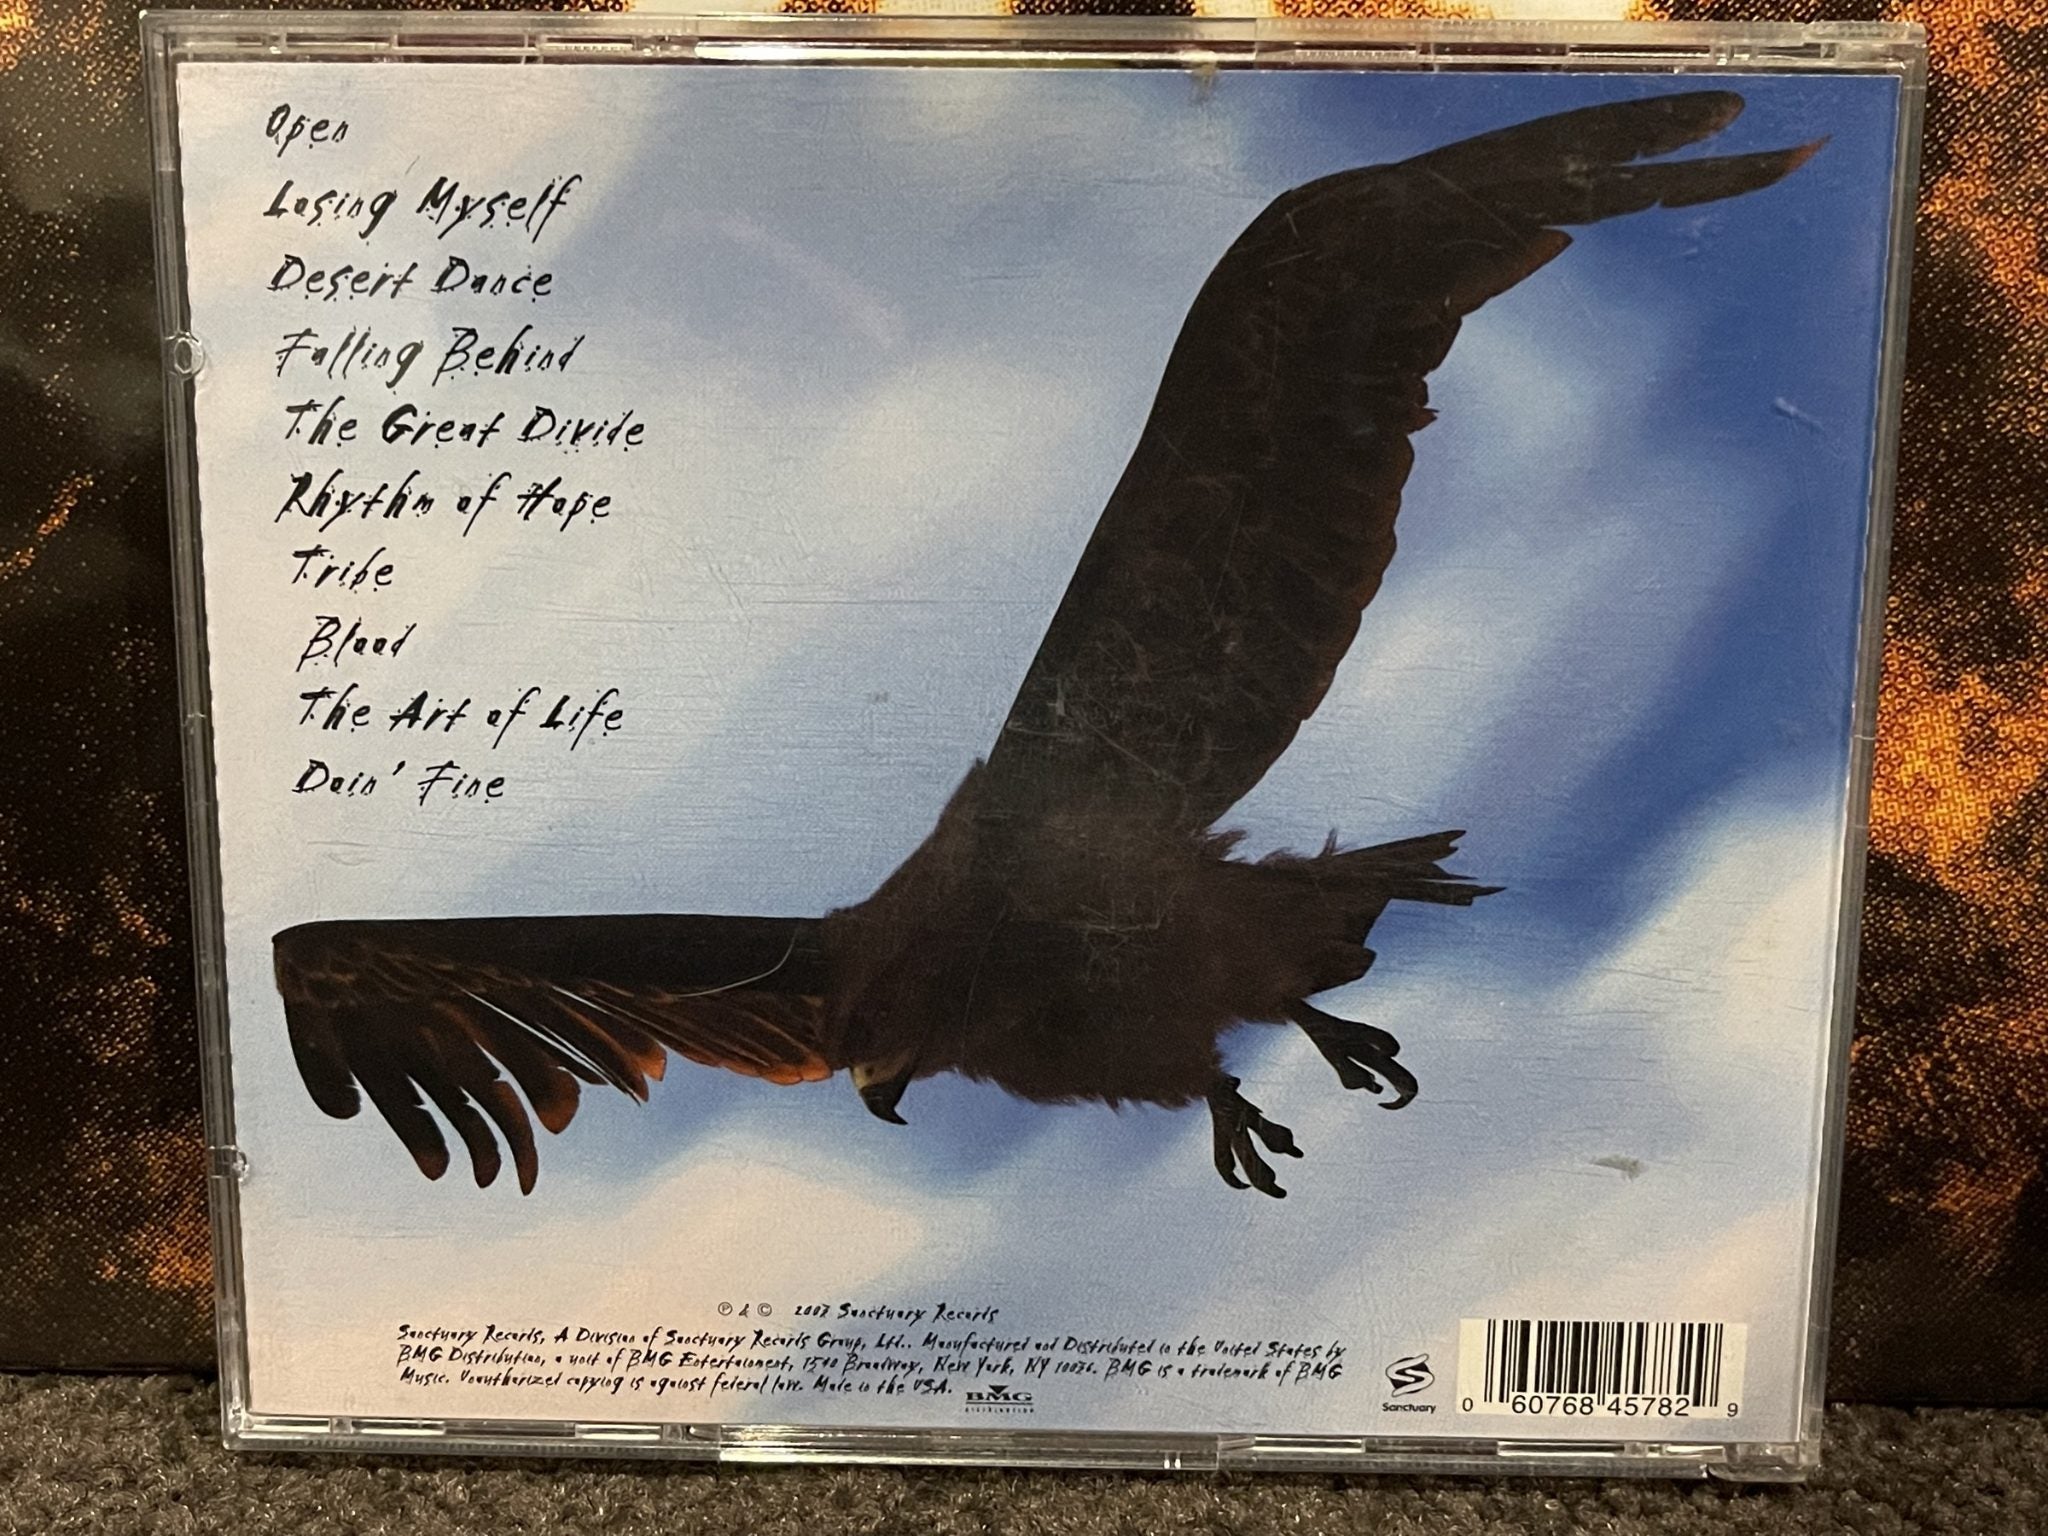 Open
Losing Myself
Desert Dance
Falling Behind
The Great Divide
Rhythm of Hope
Tribe
Blood
The Art of Life
Doin' Fine
℗ & © 2003 Sanctuary Records
Sanctuary Records, A Division of Sanctuary Records Group, Ltd.. Manufactured and Distributed in the United States by
BMG Distribution, a unit of BMG Entertainment, 1540 Broadway, New York, NY 10036. BMG is a trademark of BMG
Music. Unauthorized copying is against federal law. Made in the USA.
BMG
DISTRIBUTION
Sanctuary
0 60768 45782 9